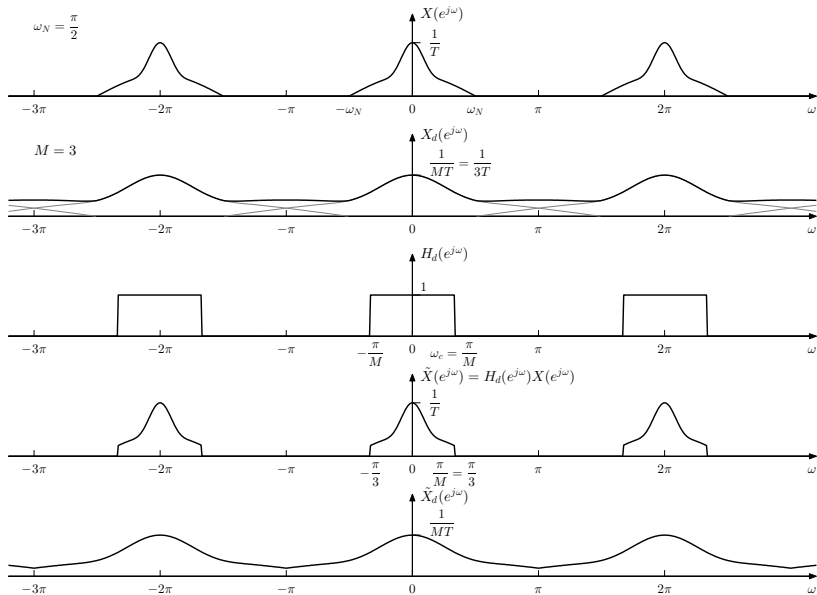 X(e^{jω})
ω_N = π/2
1/T
−3π −2π −π −ω_N 0 ω_N π 2π ω
X_d(e^{jω})
M = 3
1/MT = 1/3T
−3π −2π −π 0 π 2π ω
H_d(e^{jω})
1
−3π −2π −π −π/M 0 ω_c = π/M π 2π ω
X̃(e^{jω}) = H_d(e^{jω})X(e^{jω})
1/T
−3π −2π −π −π/3 0 π/M = π/3 π 2π ω
X̃_d(e^{jω})
1/MT
−3π −2π −π 0 π 2π ω